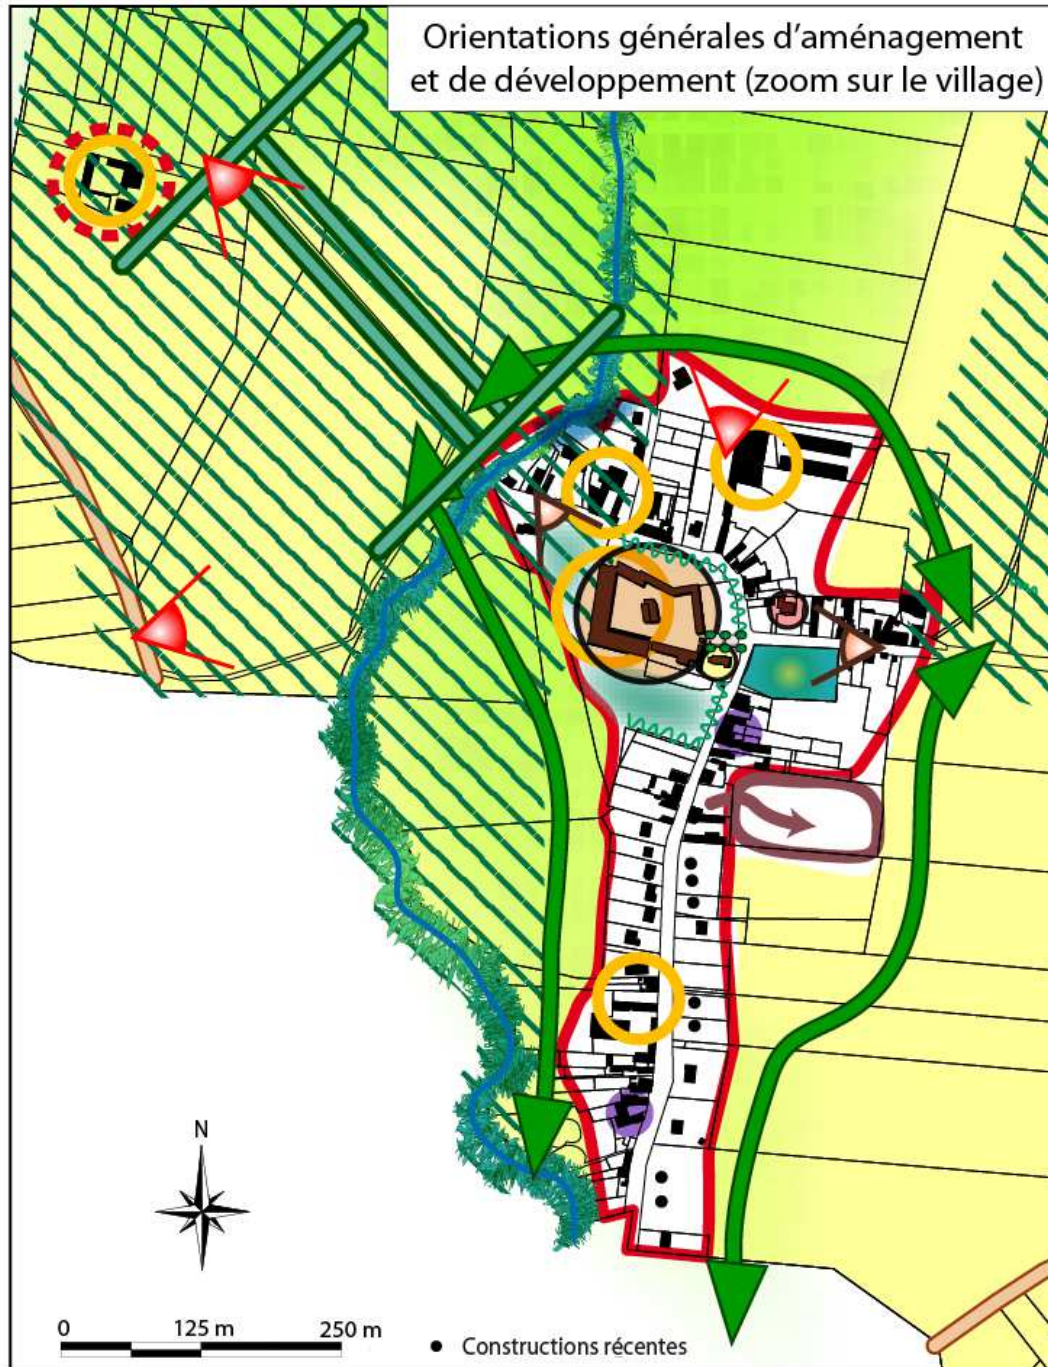 Orientations générales d’aménagement
et de développement (zoom sur le village)
N
0 125 m 250 m
Constructions récentes